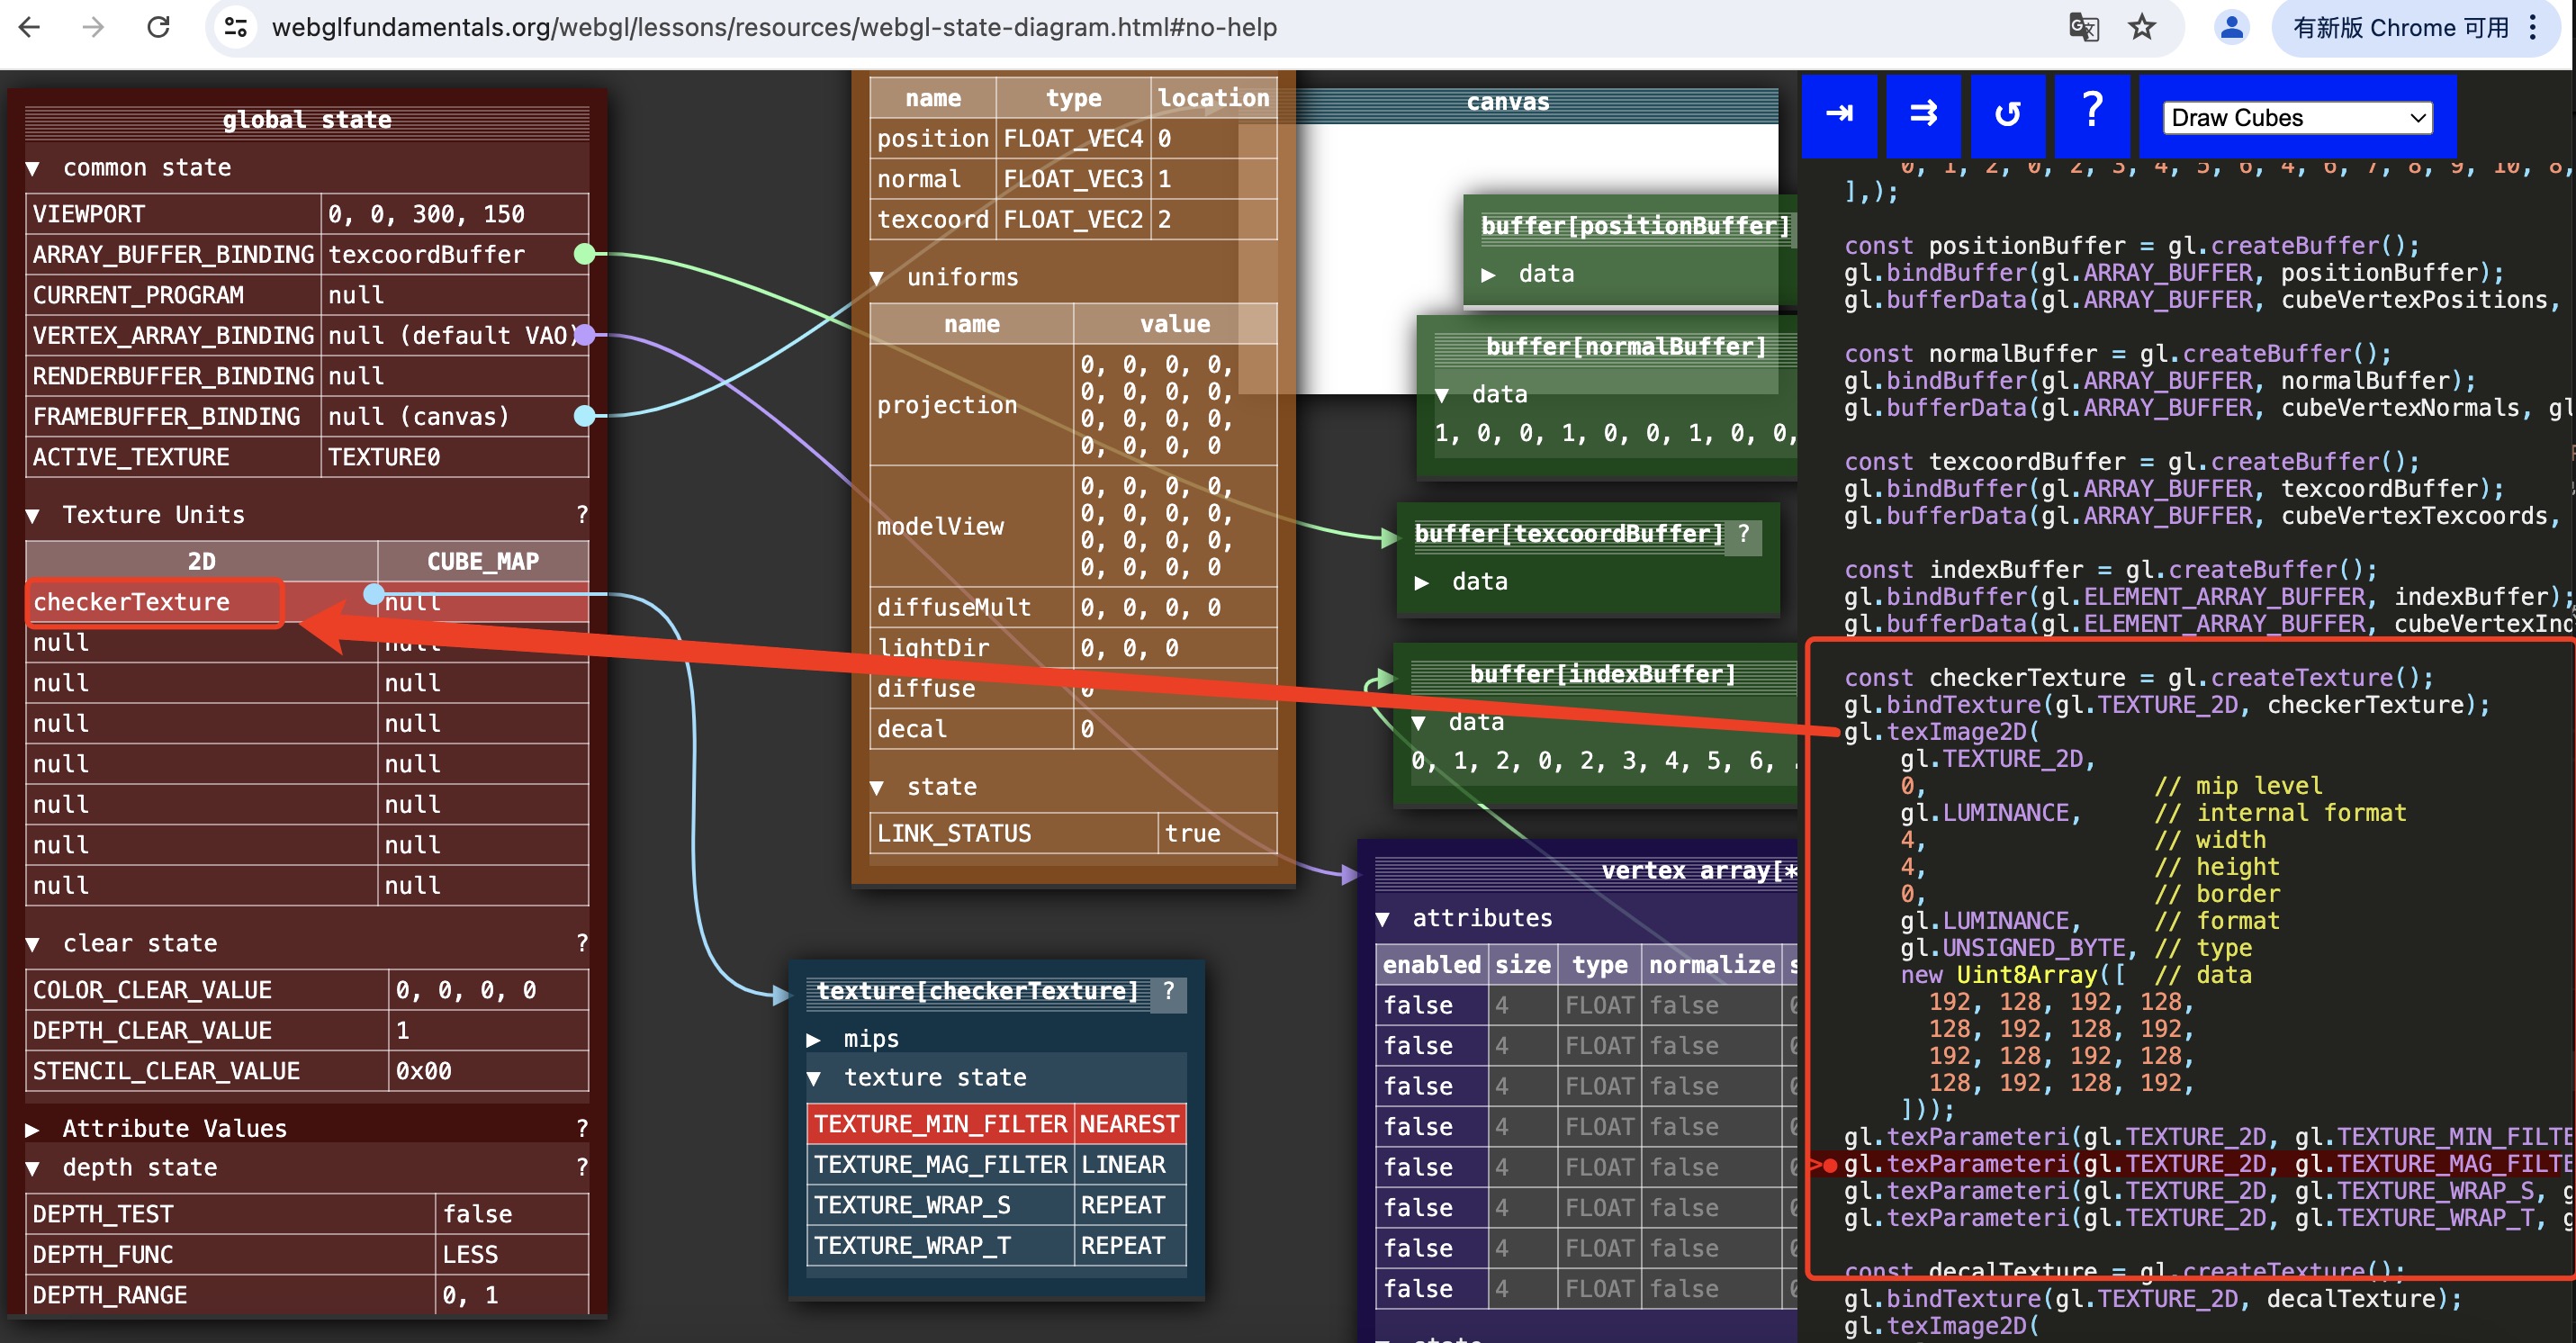 webglfundamentals.org/webgl/lessons/resources/webgl-state-diagram.html#no-help
有新版 Chrome 可用
global state
▼ common state
VIEWPORT 0, 0, 300, 150
ARRAY_BUFFER_BINDING texcoordBuffer
CURRENT_PROGRAM null
VERTEX_ARRAY_BINDING null (default VAO)
RENDERBUFFER_BINDING null
FRAMEBUFFER_BINDING null (canvas)
ACTIVE_TEXTURE TEXTURE0
▼ Texture Units ?
2D CUBE_MAP
checkerTexture null
null null
null null
null null
null null
null null
null null
null null
▼ clear state ?
COLOR_CLEAR_VALUE 0, 0, 0, 0
DEPTH_CLEAR_VALUE 1
STENCIL_CLEAR_VALUE 0x00
▶ Attribute Values ?
▼ depth state ?
DEPTH_TEST false
DEPTH_FUNC LESS
DEPTH_RANGE 0, 1
name type location
position FLOAT_VEC4 0
normal FLOAT_VEC3 1
texcoord FLOAT_VEC2 2
▼ uniforms
name value
projection
0, 0, 0, 0,
0, 0, 0, 0,
0, 0, 0, 0,
0, 0, 0, 0
modelView
0, 0, 0, 0,
0, 0, 0, 0,
0, 0, 0, 0,
0, 0, 0, 0
diffuseMult 0, 0, 0, 0
lightDir 0, 0, 0
diffuse 0
decal 0
▼ state
LINK_STATUS true
texture[checkerTexture] ?
▶ mips
▼ texture state
TEXTURE_MIN_FILTER NEAREST
TEXTURE_MAG_FILTER LINEAR
TEXTURE_WRAP_S REPEAT
TEXTURE_WRAP_T REPEAT
canvas
buffer[positionBuffer]
▶ data
buffer[normalBuffer]
▼ data
1, 0, 0, 1, 0, 0, 1, 0, 0,
buffer[texcoordBuffer] ?
▶ data
buffer[indexBuffer]
▼ data
0, 1, 2, 0, 2, 3, 4, 5, 6, .
vertex array[*
▼ attributes
enabled size type normalize s
false 4 FLOAT false 0
false 4 FLOAT false 0
false 4 FLOAT false 0
false 4 FLOAT false 0
false 4 FLOAT false 0
false 4 FLOAT false 0
false 4 FLOAT false 0
false 4 FLOAT false 0
▼ state
?
Draw Cubes
0, 1, 2, 0, 2, 3, 4, 5, 6, 4, 6, 7, 8, 9, 10, 8,
],);
const positionBuffer = gl.createBuffer();
gl.bindBuffer(gl.ARRAY_BUFFER, positionBuffer);
gl.bufferData(gl.ARRAY_BUFFER, cubeVertexPositions,
const normalBuffer = gl.createBuffer();
gl.bindBuffer(gl.ARRAY_BUFFER, normalBuffer);
gl.bufferData(gl.ARRAY_BUFFER, cubeVertexNormals, gl
const texcoordBuffer = gl.createBuffer();
gl.bindBuffer(gl.ARRAY_BUFFER, texcoordBuffer);
gl.bufferData(gl.ARRAY_BUFFER, cubeVertexTexcoords,
const indexBuffer = gl.createBuffer();
gl.bindBuffer(gl.ELEMENT_ARRAY_BUFFER, indexBuffer);
gl.bufferData(gl.ELEMENT_ARRAY_BUFFER, cubeVertexInd
const checkerTexture = gl.createTexture();
gl.bindTexture(gl.TEXTURE_2D, checkerTexture);
gl.texImage2D(
gl.TEXTURE_2D,
0, // mip level
gl.LUMINANCE, // internal format
4, // width
4, // height
0, // border
gl.LUMINANCE, // format
gl.UNSIGNED_BYTE, // type
new Uint8Array([ // data
192, 128, 192, 128,
128, 192, 128, 192,
192, 128, 192, 128,
128, 192, 128, 192,
]));
gl.texParameteri(gl.TEXTURE_2D, gl.TEXTURE_MIN_FILTE
gl.texParameteri(gl.TEXTURE_2D, gl.TEXTURE_MAG_FILTE
gl.texParameteri(gl.TEXTURE_2D, gl.TEXTURE_WRAP_S, g
gl.texParameteri(gl.TEXTURE_2D, gl.TEXTURE_WRAP_T, g
const decalTexture = gl.createTexture();
gl.bindTexture(gl.TEXTURE_2D, decalTexture);
gl.texImage2D(